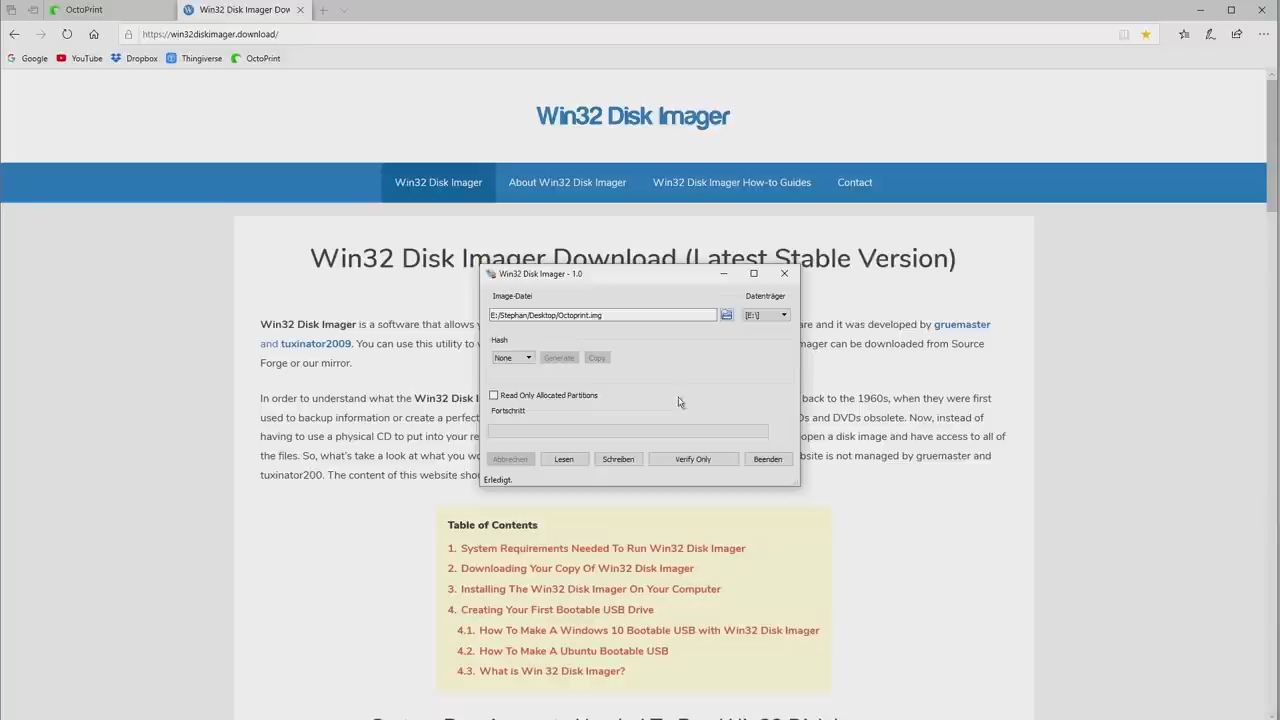 OctoPrint
Win32 Disk Imager Dow
https://win32diskimager.download/
Google YouTube Dropbox Thingiverse OctoPrint
Win32 Disk Imager
Win32 Disk Imager About Win32 Disk Imager Win32 Disk Imager How-to Guides Contact
Win32 Disk Imager Download (Latest Stable Version)
Win32 Disk Imager is a software that allows
are and it was developed by gruemaster
and tuxinator2009. You can use this utility to
ager can be downloaded from Source
Forge or our mirror.
In order to understand what the Win32 Disk I
back to the 1960s, when they were first
used to backup information or create a perfec
Ds and DVDs obsolete. Now, instead of
having to use a physical CD to put into your re
open a disk image and have access to all of
the files. So, what's take a look at what you wo
bsite is not managed by gruemaster and
tuxinator200. The content of this website sho
Win32 Disk Imager - 1.0
Image-Datei Datenträger
E:/Stephan/Desktop/Octoprint.img [E:\]
Hash
None Generate Copy
Read Only Allocated Partitions
Fortschritt
Abbrechen Lesen Schreiben Verify Only Beenden
Erledigt.
Table of Contents
1. System Requirements Needed To Run Win32 Disk Imager
2. Downloading Your Copy Of Win32 Disk Imager
3. Installing The Win32 Disk Imager On Your Computer
4. Creating Your First Bootable USB Drive
4.1. How To Make A Windows 10 Bootable USB with Win32 Disk Imager
4.2. How To Make A Ubuntu Bootable USB
4.3. What is Win 32 Disk Imager?